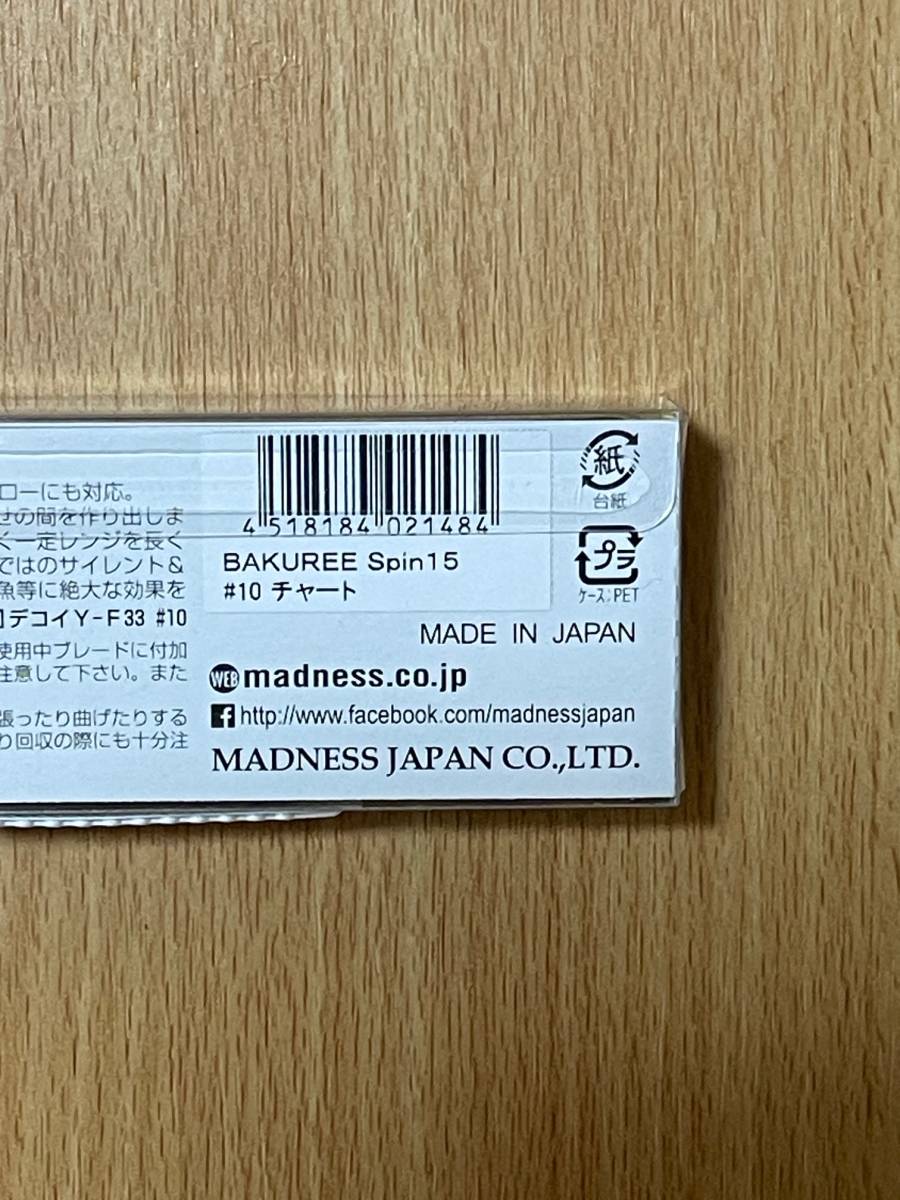 ローにも対応。
せの間を作り出しま
く一定レンジを長く
ではのサイレント&
魚等に絶大な効果を
]デコイY-F33 #10
使用中ブレードに付加
注意して下さい。また
張ったり曲げたりする
り回収の際にも十分注
4 518184 021484
BAKUREE Spin15
#10 チャート
紙
台紙
プラ
ケース:PET
MADE IN JAPAN
WEB madness.co.jp
f http://www.facebook.com/madnessjapan
MADNESS JAPAN CO.,LTD.